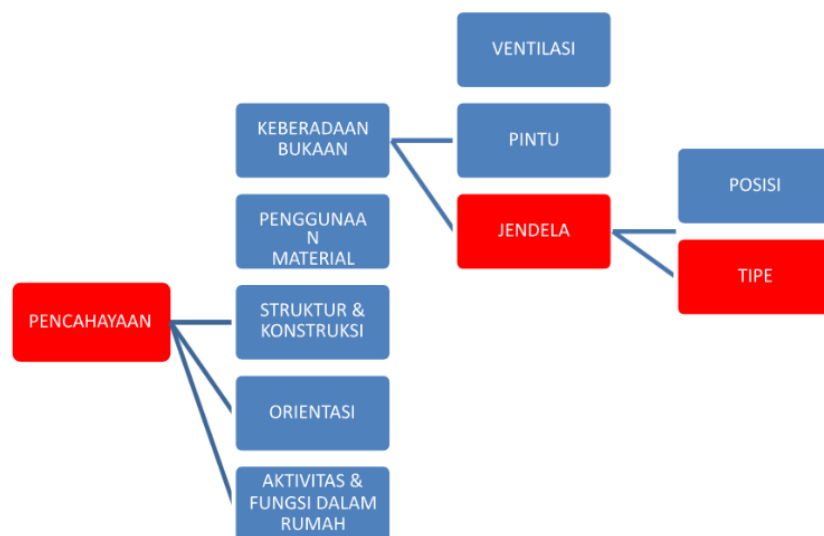 VENTILASI
KEBERADAAN
BUKAAN
PINTU
POSISI
PENGGUNAA
N
MATERIAL
JENDELA
TIPE
PENCAHAYAAN
STRUKTUR &
KONSTRUKSI
ORIENTASI
AKTIVITAS &
FUNGSI DALAM
RUMAH